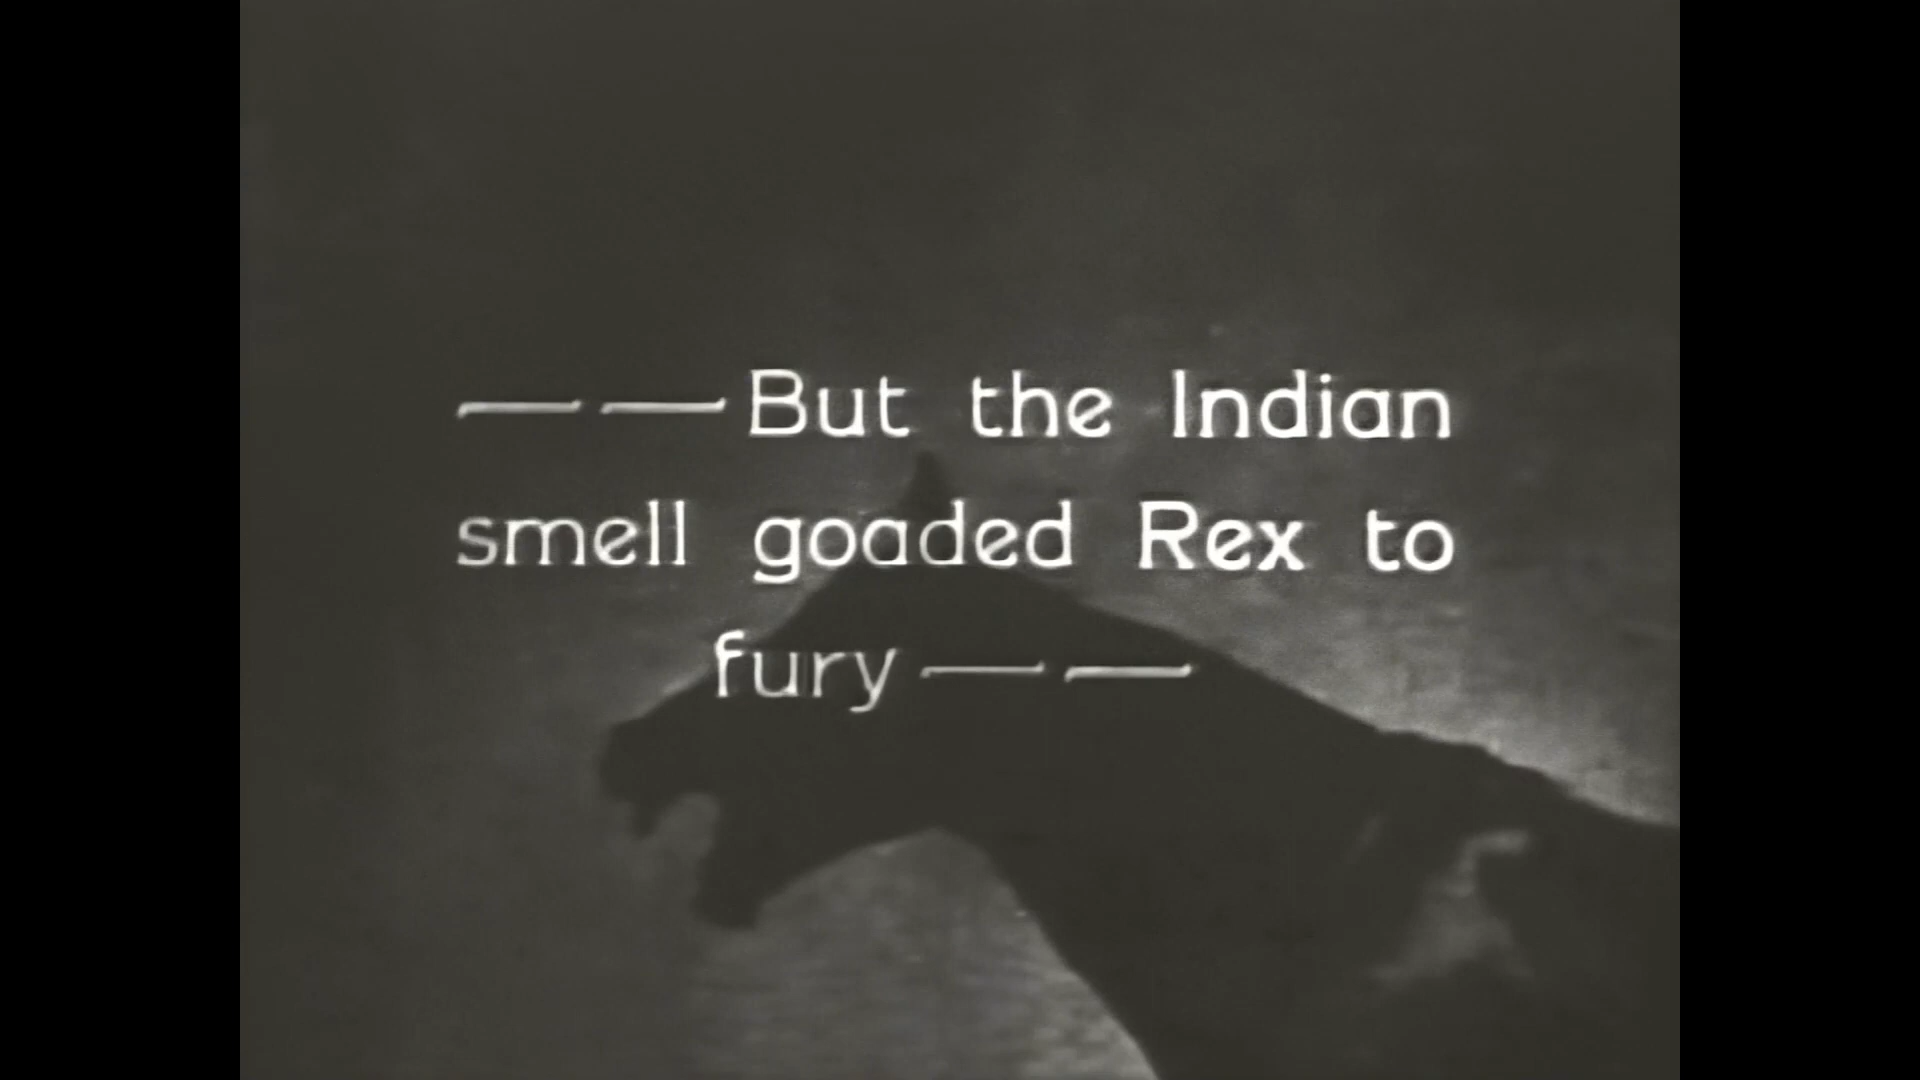 — —But the Indian
smell goaded Rex to
fury— —